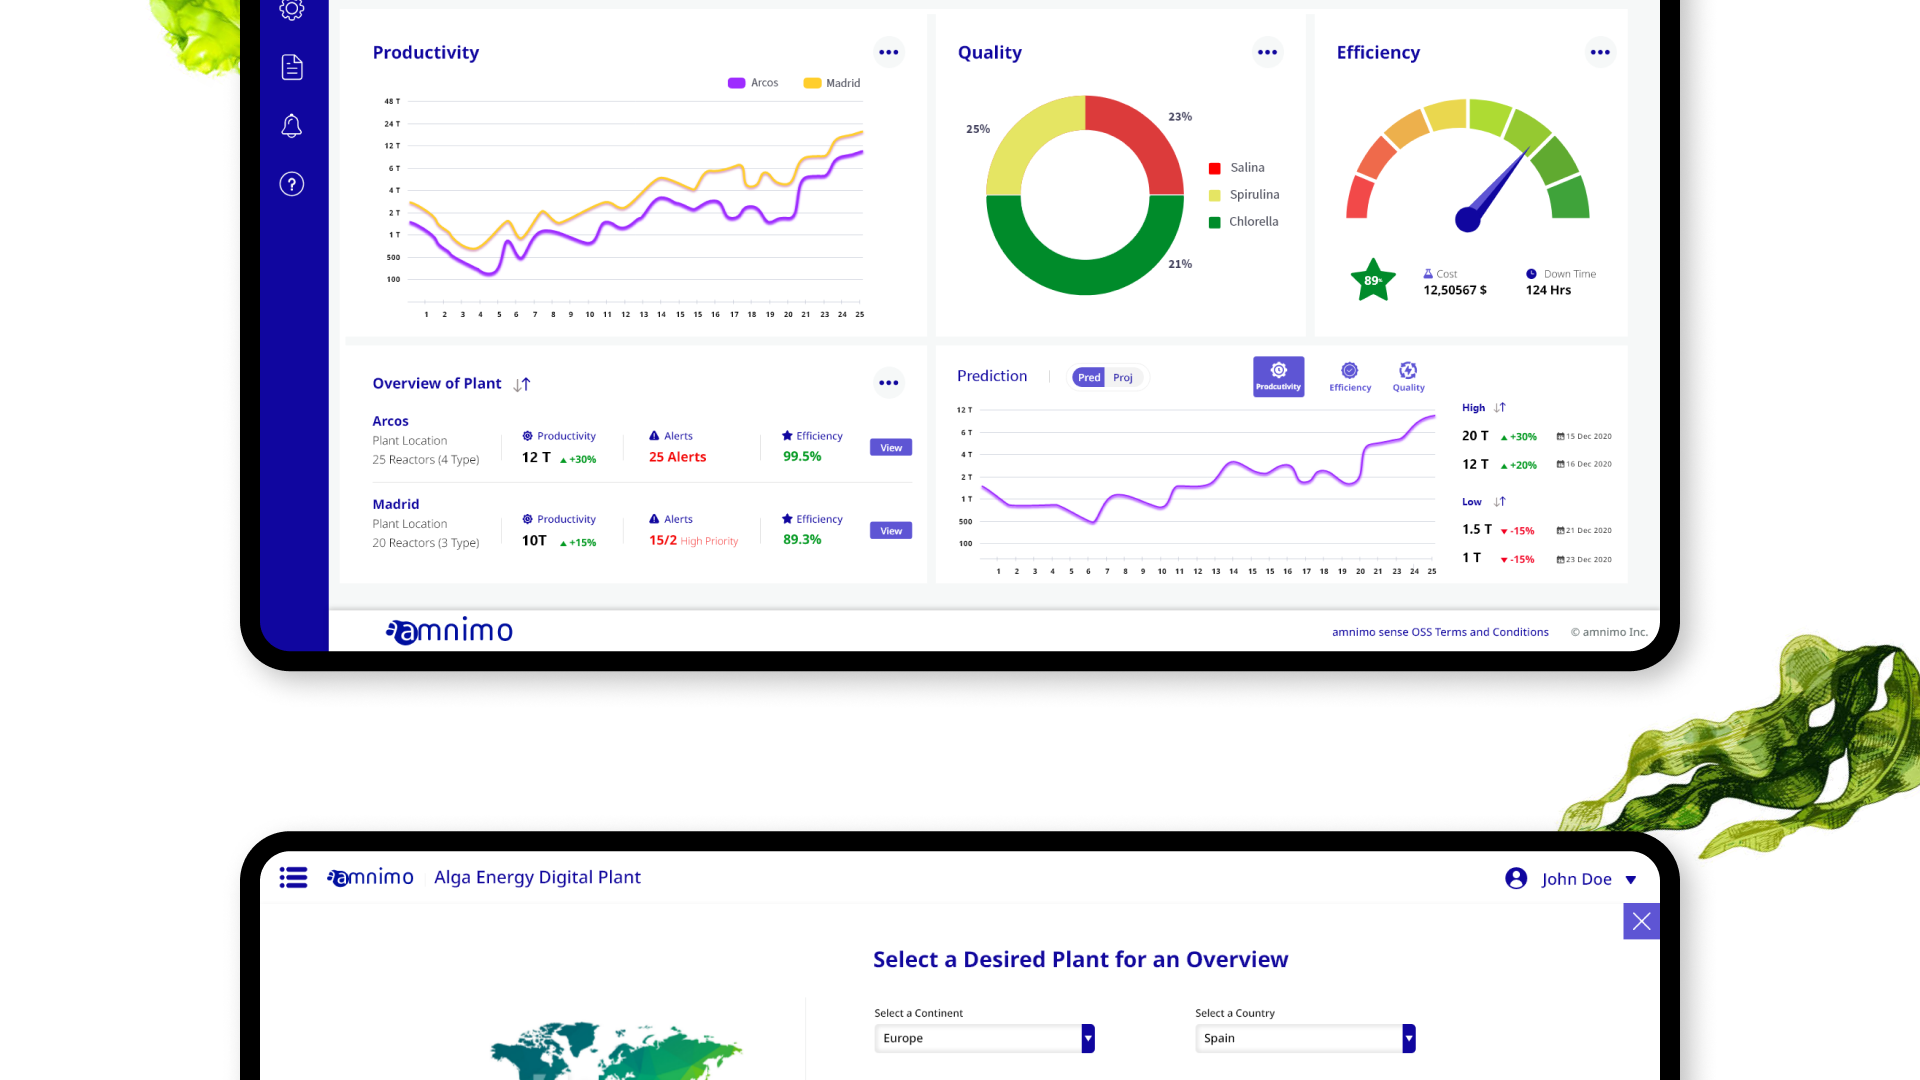 Productivity
Arcos
Madrid
48 T
24 T
12 T
6 T
4 T
2 T
1 T
500
100
1 2 3 4 5 6 7 8 9 10 11 12 13 14 15 15 16 17 18 19 20 21 23 24 25
Quality
25%
23%
21%
Salina
Spirulina
Chlorella
Efficiency
89%
Cost
12,50567 $
Down Time
124 Hrs
Overview of Plant
Arcos
Plant Location
25 Reactors (4 Type)
Productivity
12 T +30%
Alerts
25 Alerts
Efficiency
99.5%
View
Madrid
Plant Location
20 Reactors (3 Type)
Productivity
10T +15%
Alerts
15/2 High Priority
Efficiency
89.3%
View
Prediction
Pred Proj
Prodcutivity
Efficiency
Quality
12 T
6 T
4 T
2 T
1 T
500
100
1 2 3 4 5 6 7 8 9 10 11 12 13 14 15 15 16 17 18 19 20 21 23 24 25
High
20 T +30% 15 Dec 2020
12 T +20% 16 Dec 2020
Low
1.5 T -15% 21 Dec 2020
1 T -15% 23 Dec 2020
amnimo
amnimo sense OSS Terms and Conditions
© amnimo Inc.
amnimo
Alga Energy Digital Plant
John Doe
Select a Desired Plant for an Overview
Select a Continent
Europe
Select a Country
Spain